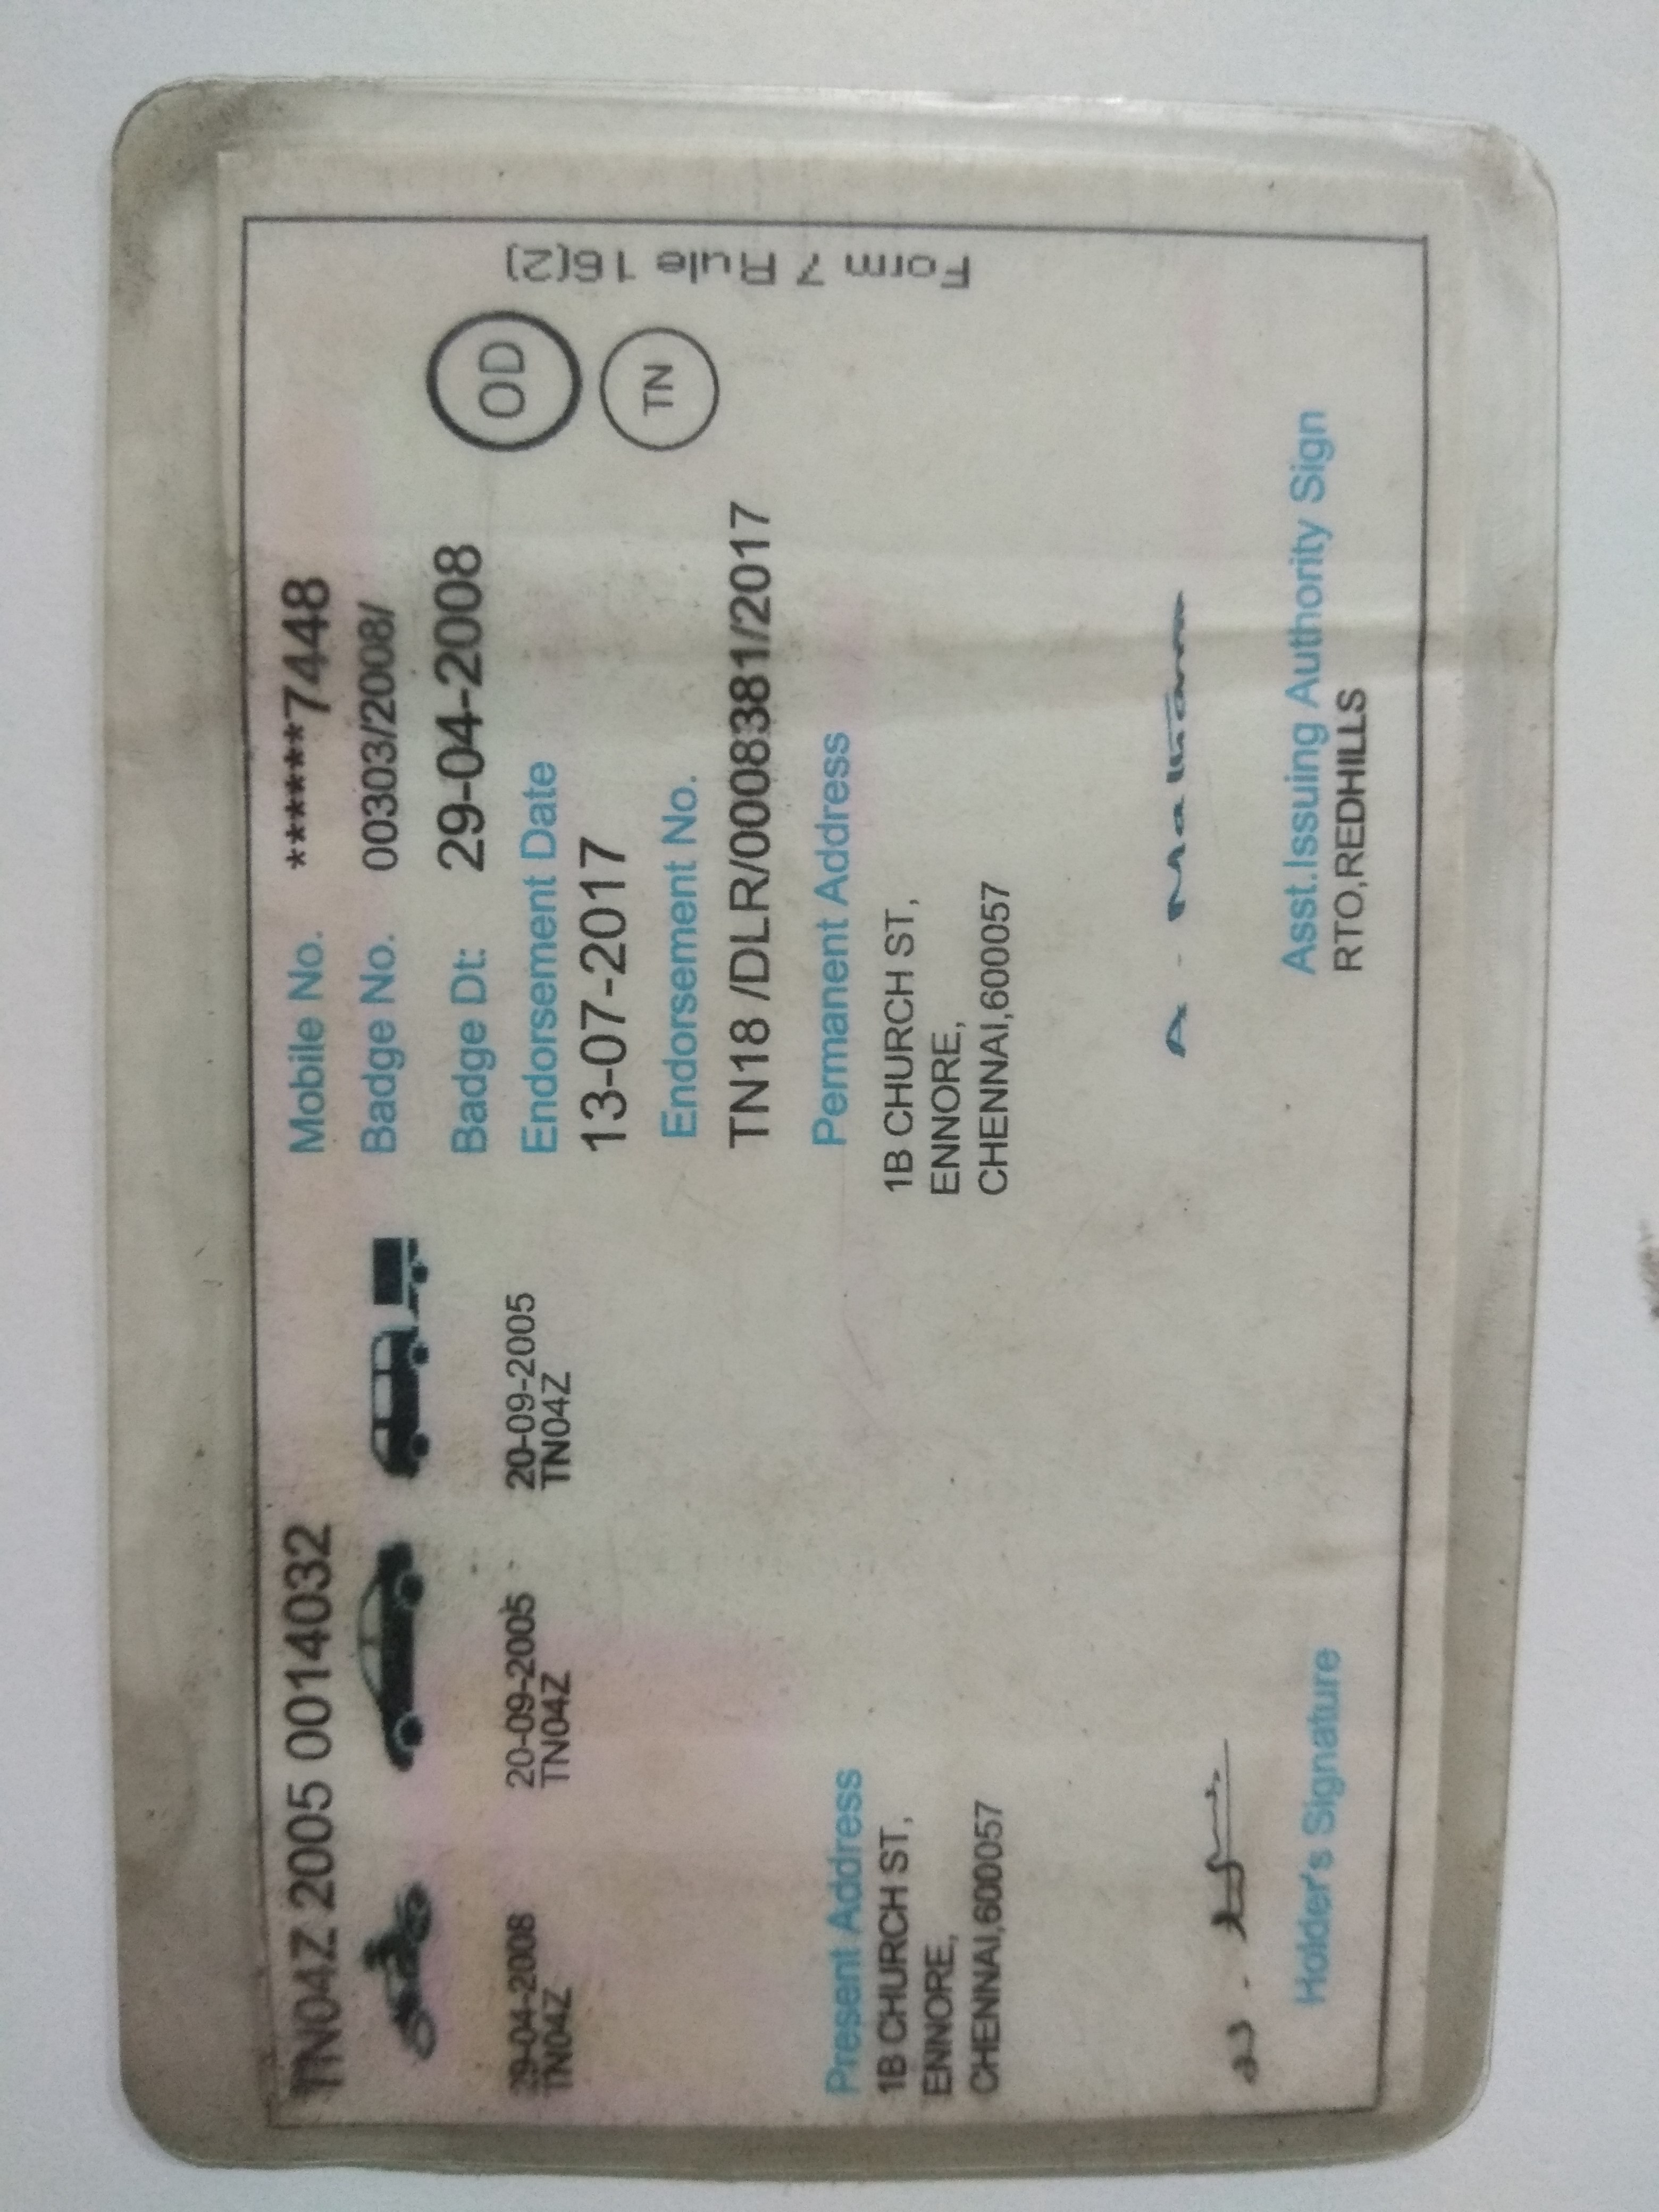 TN04Z 2005 0014032
29-04-2008
TN04Z
20-09-2005
TN04Z
20-09-2005
TN04Z
Mobile No. ******7448
Badge No. 00303/2008/
Badge Dt: 29-04-2008
Endorsement Date
13-07-2017
Endorsement No.
TN18 /DLR/0008381/2017
OD
TN
Form 7 Rule 16(2)
Present Address
1B CHURCH ST,
ENNORE,
CHENNAI,600057
Permanent Address
1B CHURCH ST,
ENNORE,
CHENNAI,600057
Holder's Signature
Asst.Issuing Authority Sign
RTO,REDHILLS